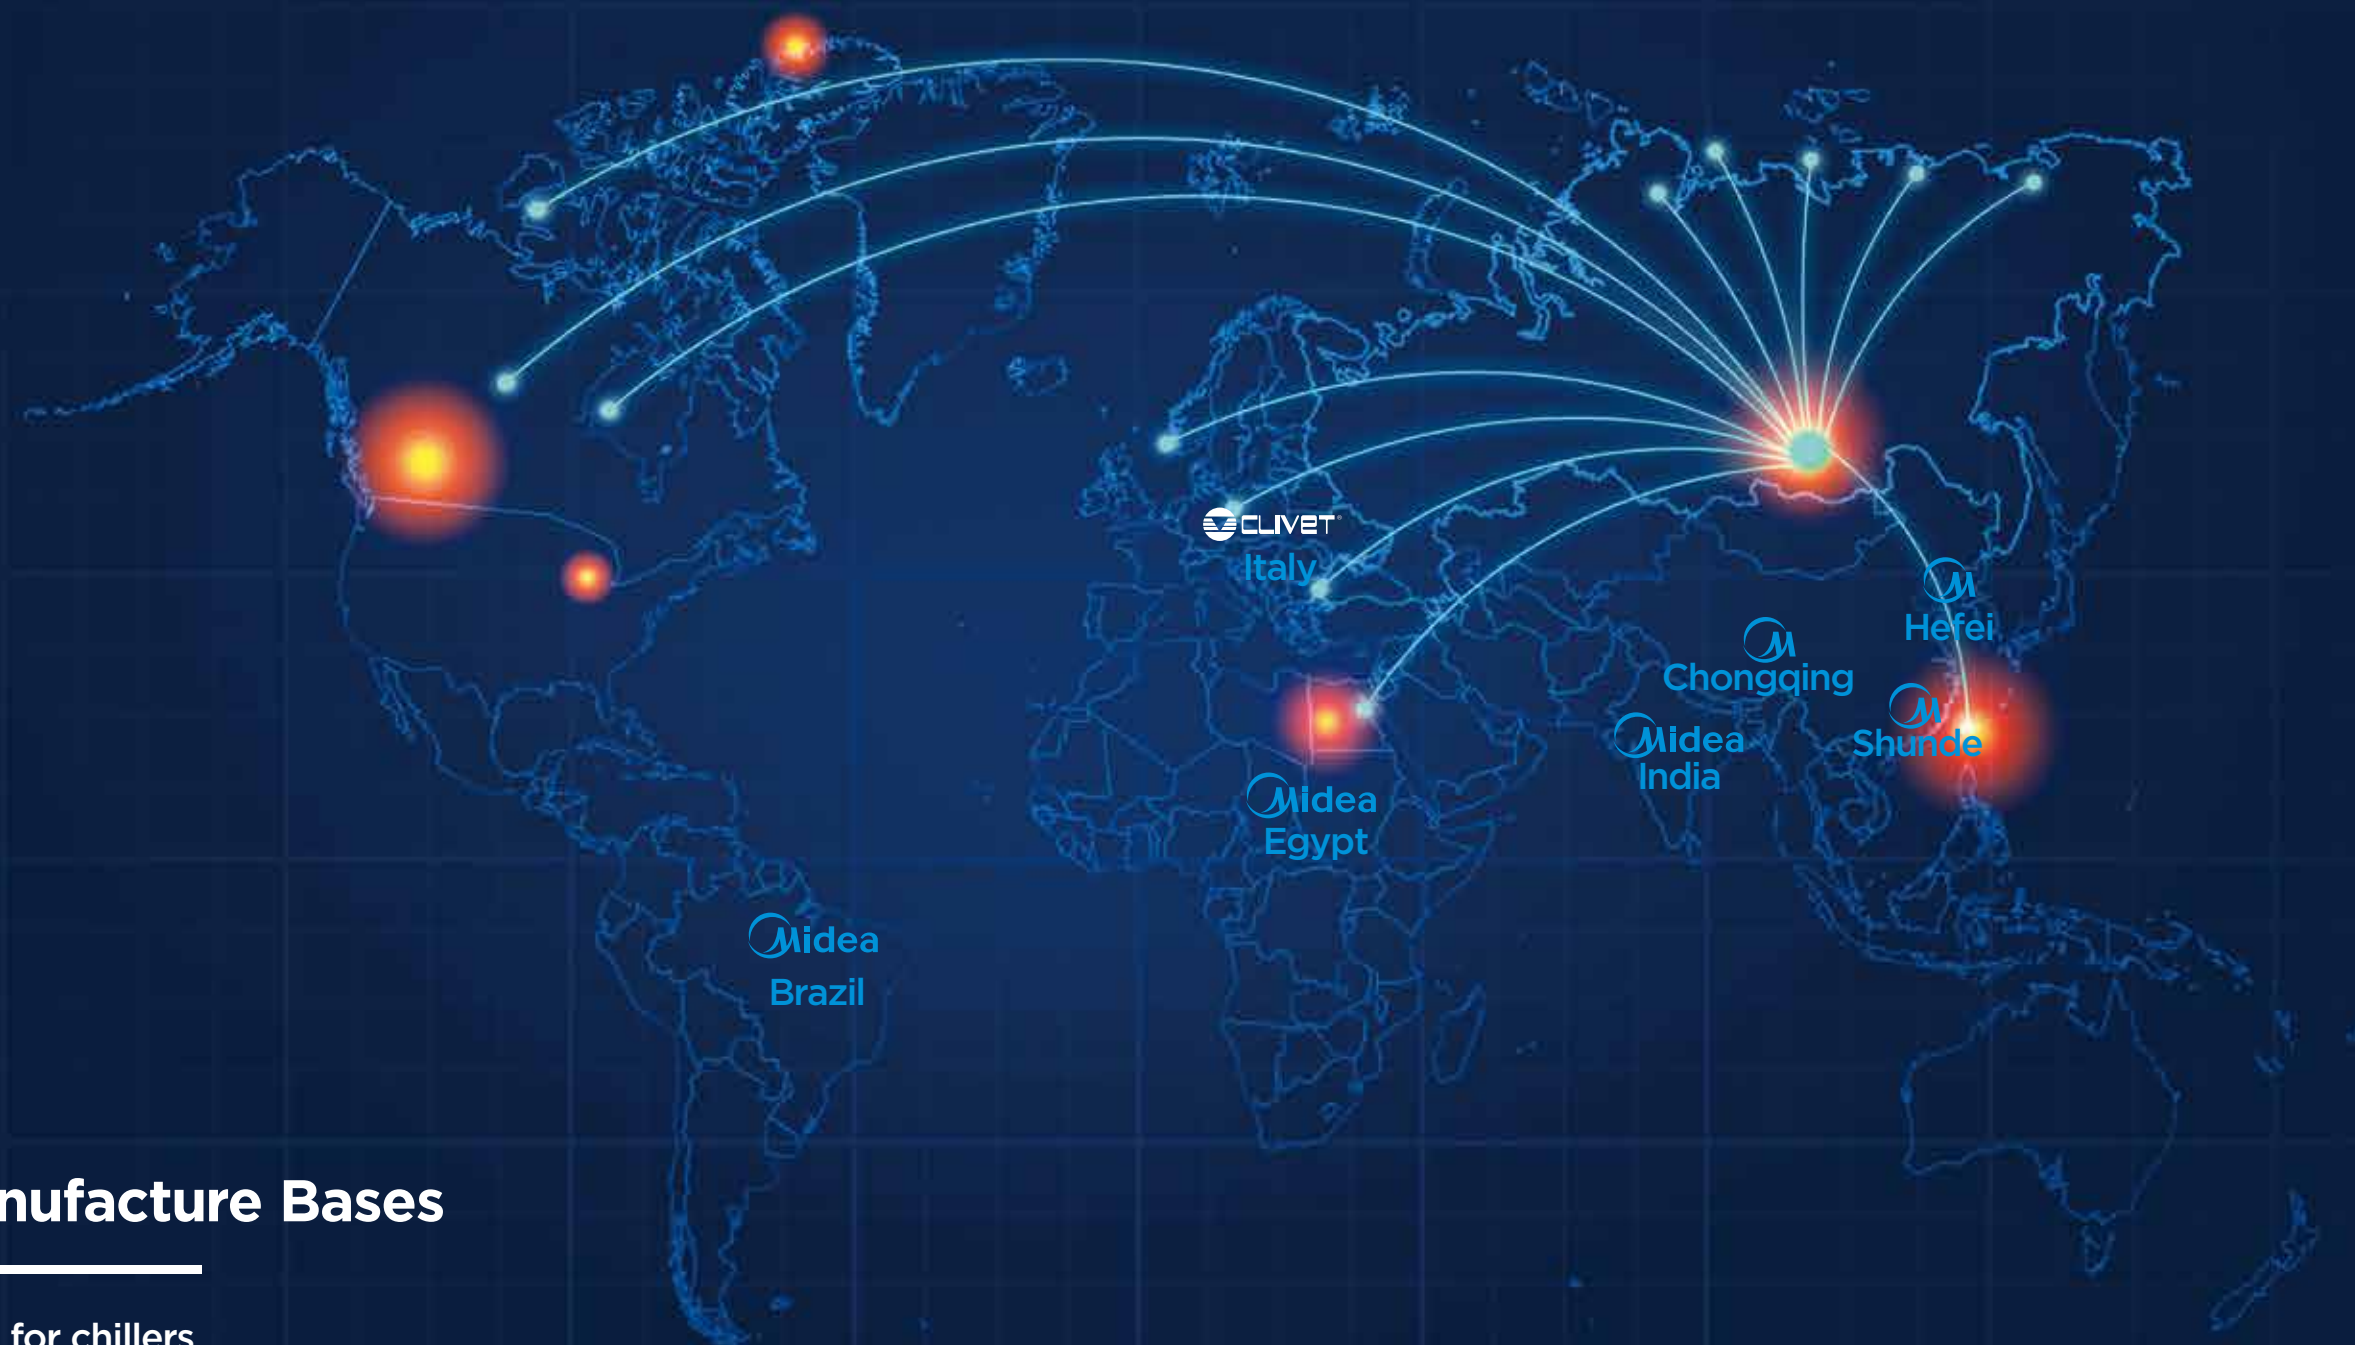 CLIVET
Italy
M
Hefei
M
Chongqing
M
Shunde
Midea
India
Midea
Egypt
Midea
Brazil
nufacture Bases
for chillers